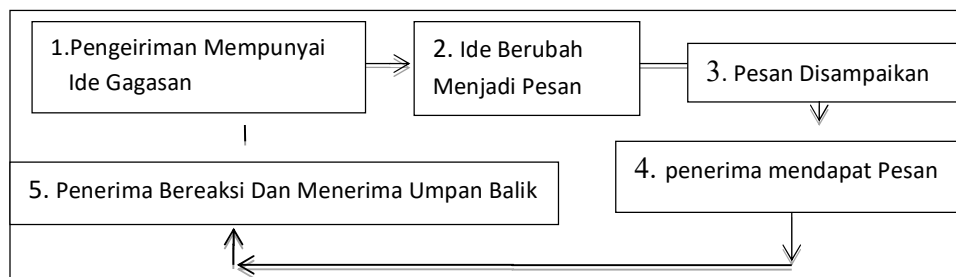 1.Pengeiriman Mempunyai
Ide Gagasan
2. Ide Berubah
Menjadi Pesan
3. Pesan Disampaikan
4. penerima mendapat Pesan
5. Penerima Bereaksi Dan Menerima Umpan Balik